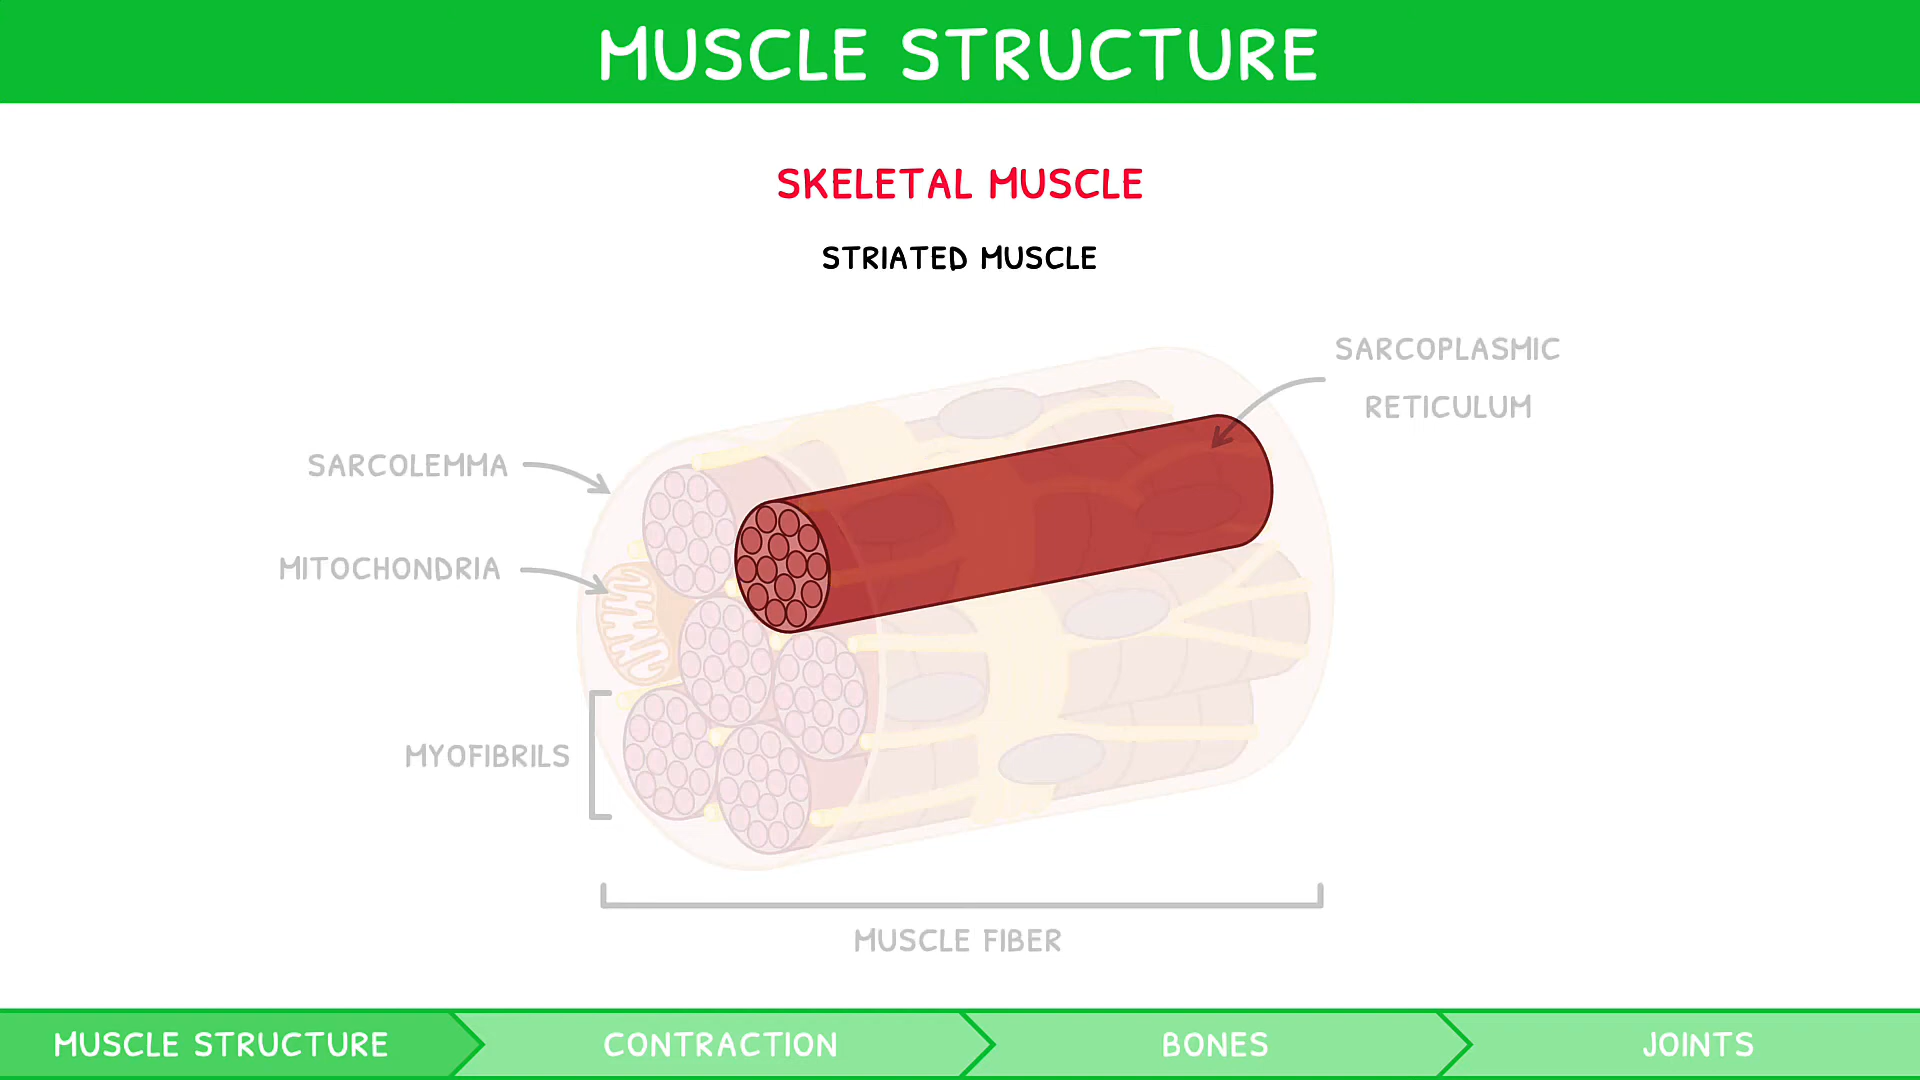 MUSCLE STRUCTURE
SKELETAL MUSCLE
STRIATED MUSCLE
SARCOPLASMIC
RETICULUM
SARCOLEMMA
MITOCHONDRIA
MYOFIBRILS
MUSCLE FIBER
MUSCLE STRUCTURE
CONTRACTION
BONES
JOINTS